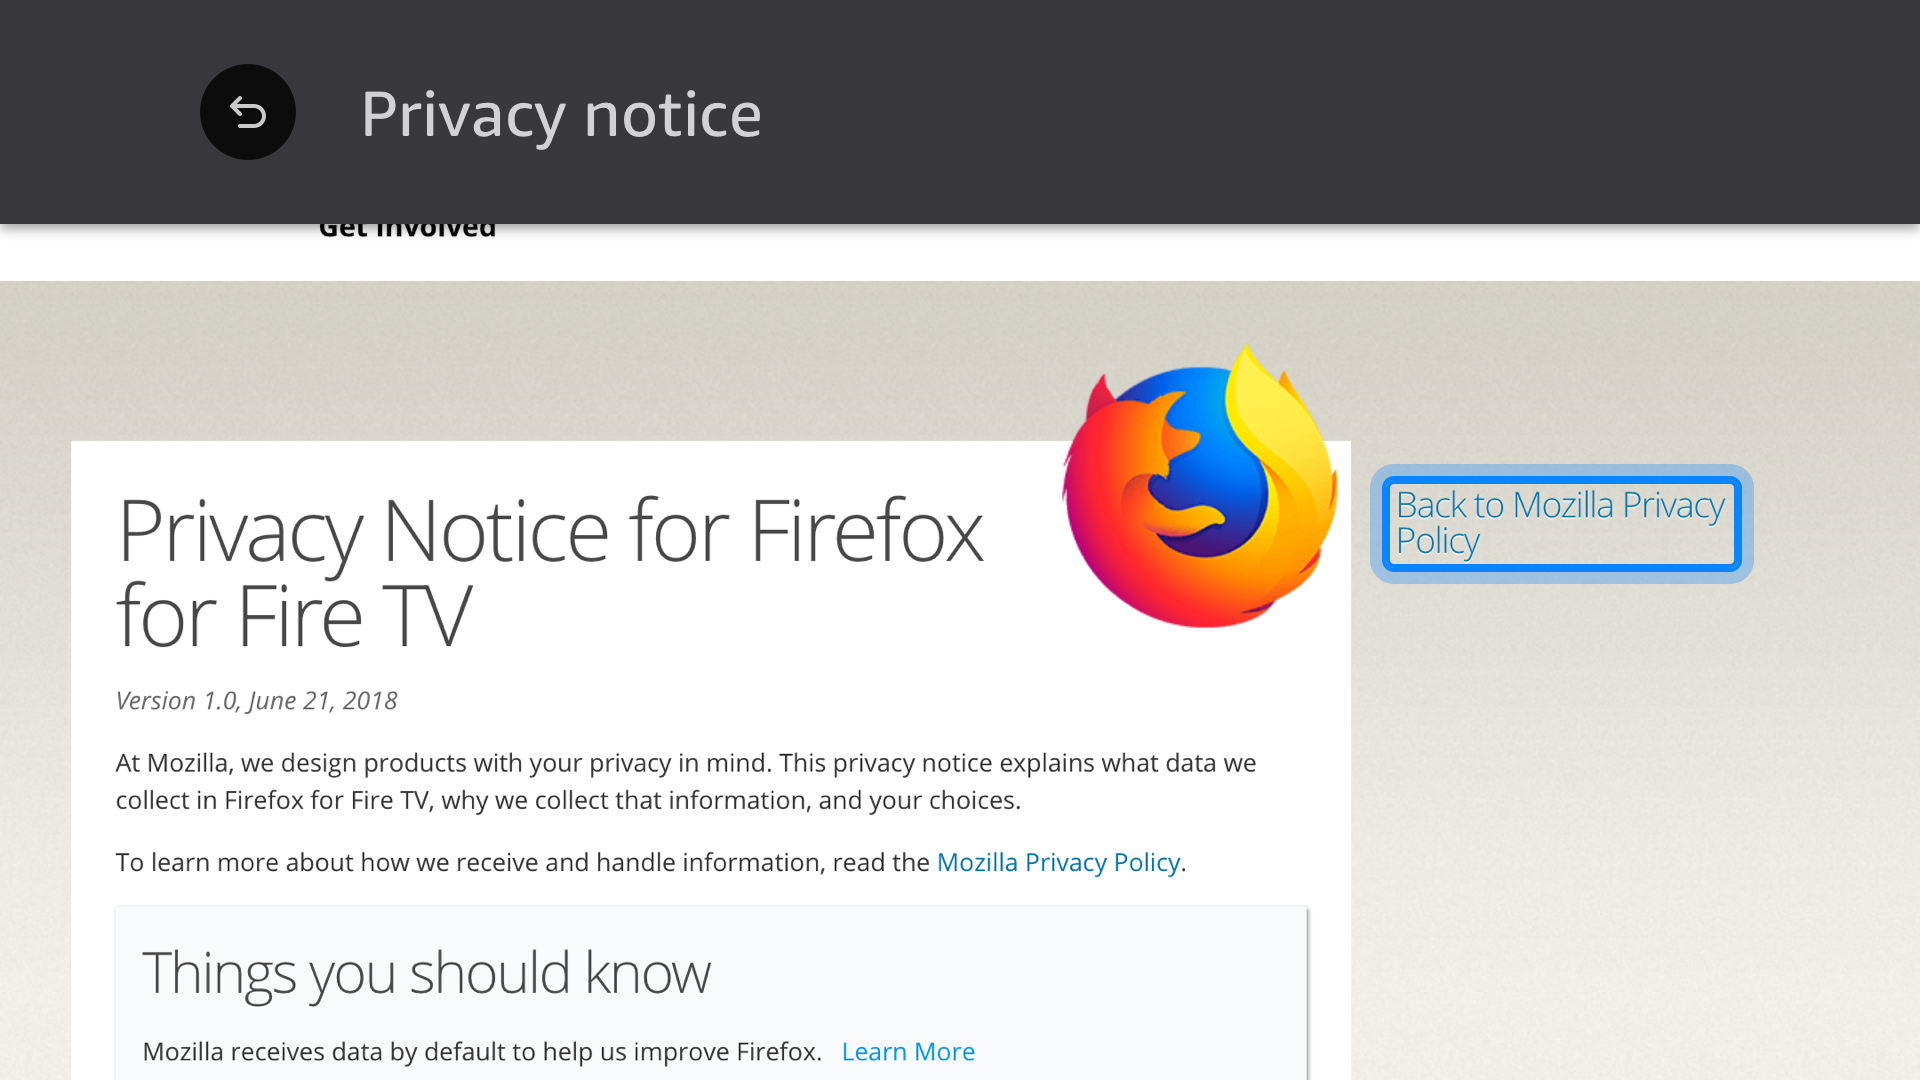 Privacy notice
Get Involved
Privacy Notice for Firefox
for Fire TV
Back to Mozilla Privacy
Policy
Version 1.0, June 21, 2018
At Mozilla, we design products with your privacy in mind. This privacy notice explains what data we
collect in Firefox for Fire TV, why we collect that information, and your choices.
To learn more about how we receive and handle information, read the Mozilla Privacy Policy.
Things you should know
Mozilla receives data by default to help us improve Firefox. Learn More